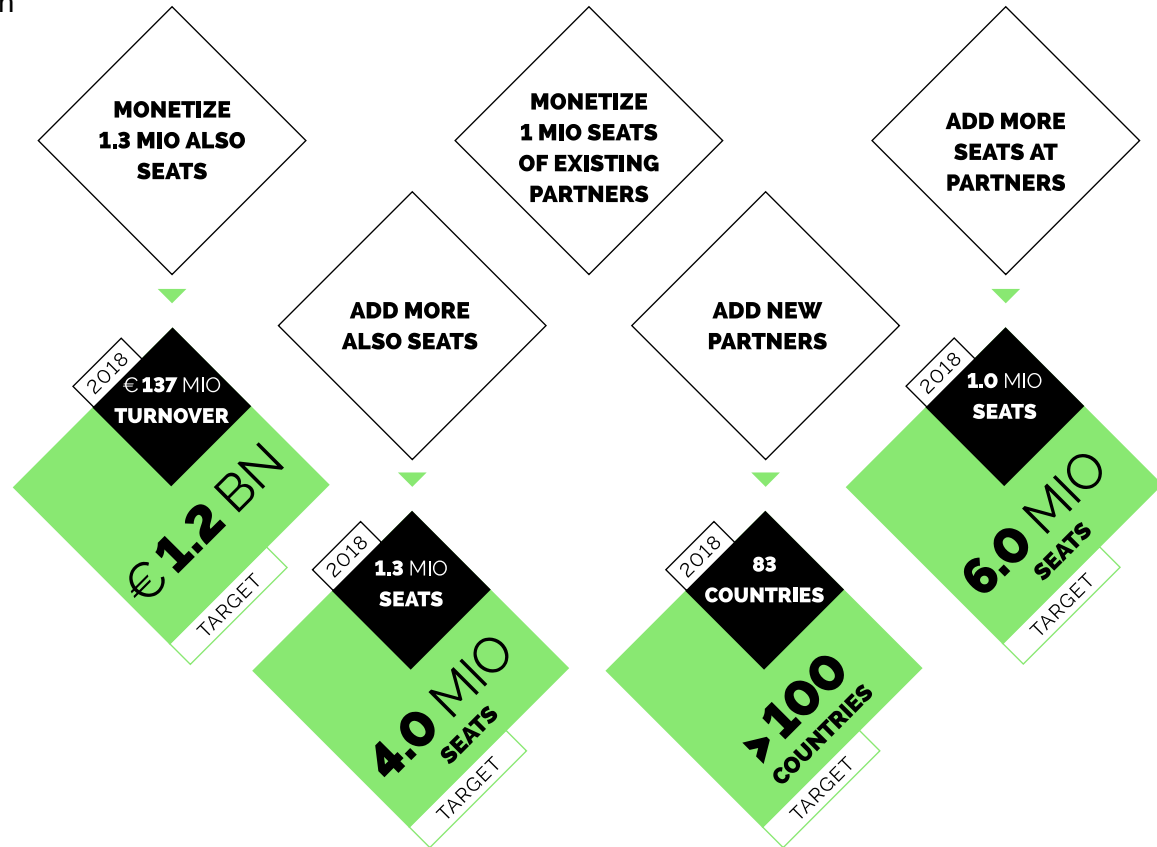 n
MONETIZE
1.3 MIO ALSO
SEATS
MONETIZE
1 MIO SEATS
OF EXISTING
PARTNERS
ADD MORE
SEATS AT
PARTNERS
ADD MORE
ALSO SEATS
ADD NEW
PARTNERS
2018
€ 137 MIO
TURNOVER
€ 1.2 BN
TARGET
2018
1.3 MIO
SEATS
4.0 MIO
SEATS
TARGET
2018
83
COUNTRIES
>100
COUNTRIES
TARGET
2018
1.0 MIO
SEATS
6.0 MIO
SEATS
TARGET